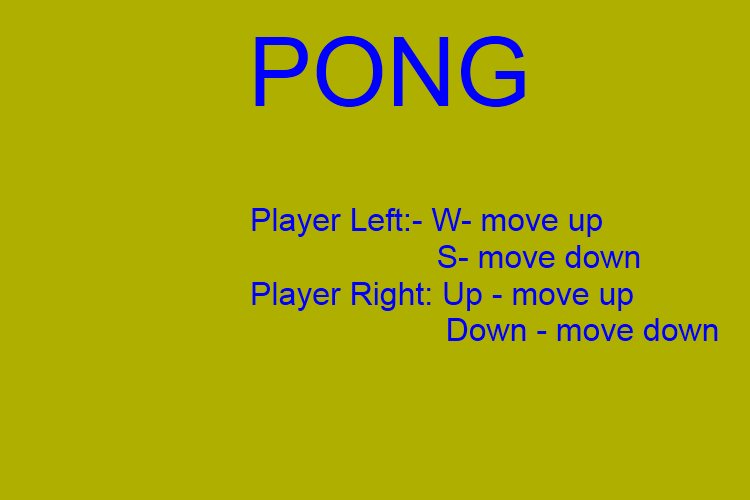 PONG
Player Left:- W- move up
S- move down
Player Right: Up - move up
Down - move down